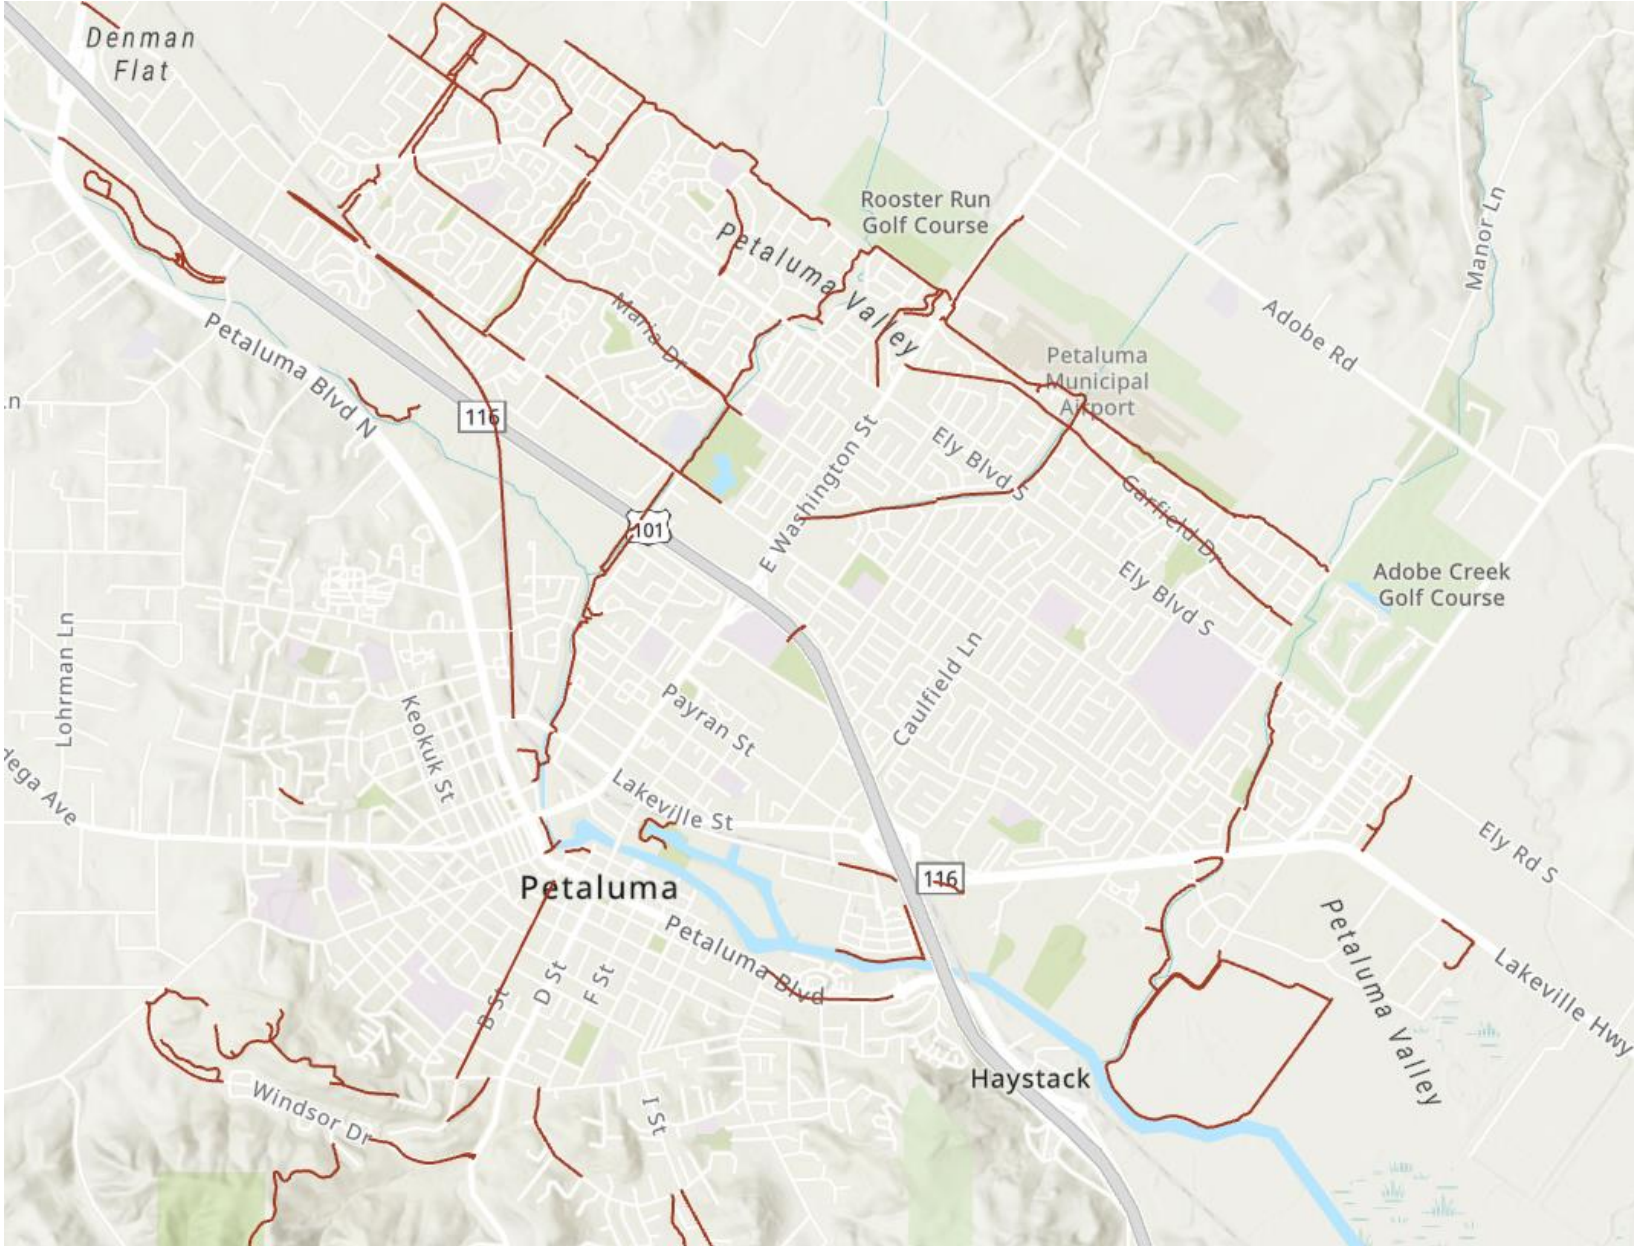 Denman
Flat
Rooster Run
Golf Course
Manor Ln
Petaluma Valley
Adobe Rd
Maria Dr
Petaluma Blvd N
Petaluma
Municipal
Airport
Ln
116
E Washington St
Ely Blvd S
Garfield Dr
101
Ely Blvd S
Adobe Creek
Golf Course
Lohrman Ln
Caulfield Ln
Payran St
Keokuk St
dega Ave
Lakeville St
Ely Rd S
116
Petaluma
Petaluma Blvd
Petaluma Valley
Lakeville Hwy
B St
D St
F St
Haystack
I St
Windsor Dr